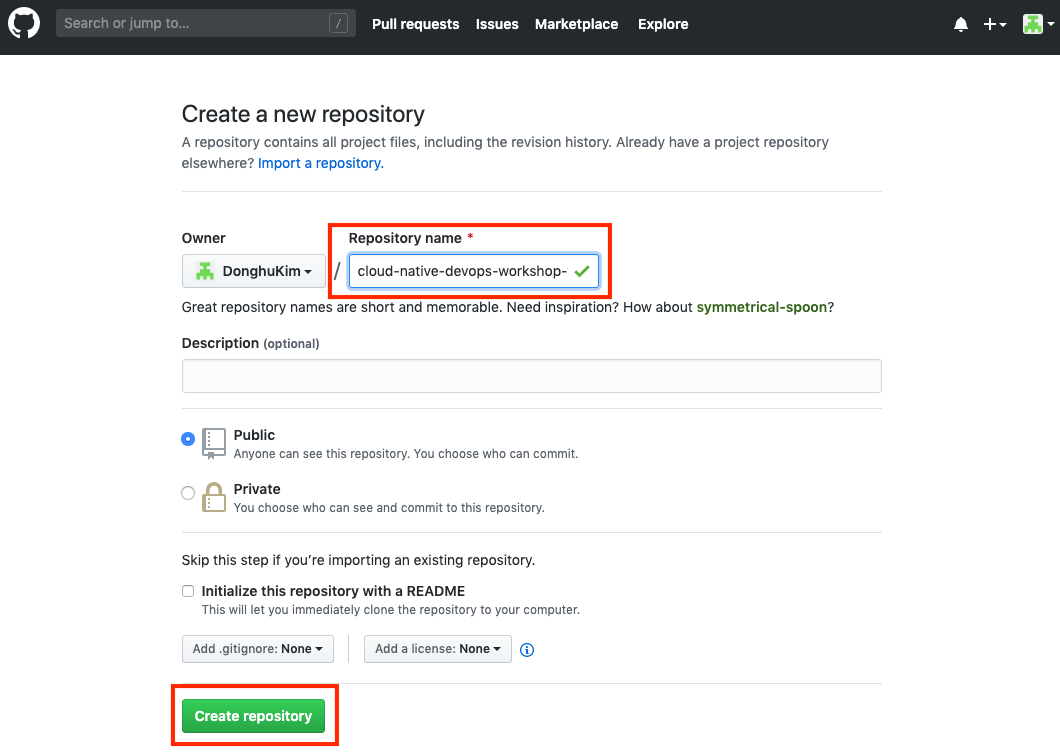 Search or jump to... /
Pull requests Issues Marketplace Explore
Create a new repository
A repository contains all project files, including the revision history. Already have a project repository
elsewhere? Import a repository.
Owner Repository name *
DonghuKim / cloud-native-devops-workshop-
Great repository names are short and memorable. Need inspiration? How about symmetrical-spoon?
Description (optional)
Public
Anyone can see this repository. You choose who can commit.
Private
You choose who can see and commit to this repository.
Skip this step if you’re importing an existing repository.
Initialize this repository with a README
This will let you immediately clone the repository to your computer.
Add .gitignore: None Add a license: None
Create repository